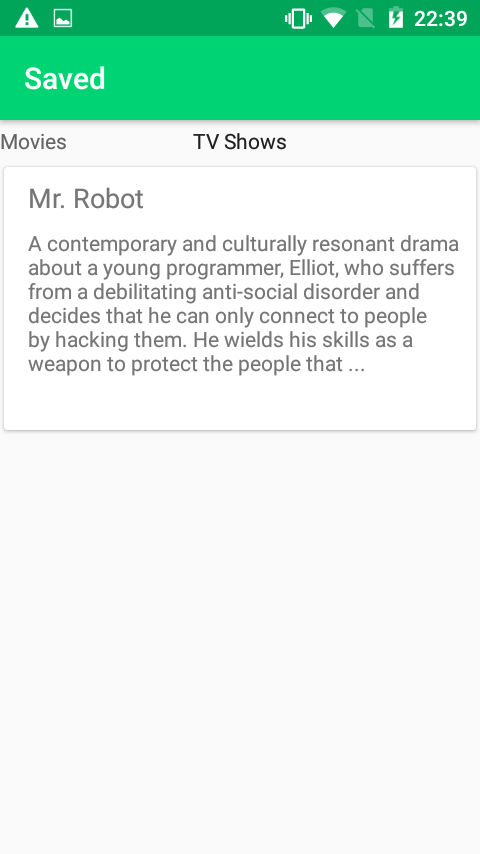 22:39
Saved
Movies
TV Shows
Mr. Robot
A contemporary and culturally resonant drama
about a young programmer, Elliot, who suffers
from a debilitating anti-social disorder and
decides that he can only connect to people
by hacking them. He wields his skills as a
weapon to protect the people that ...